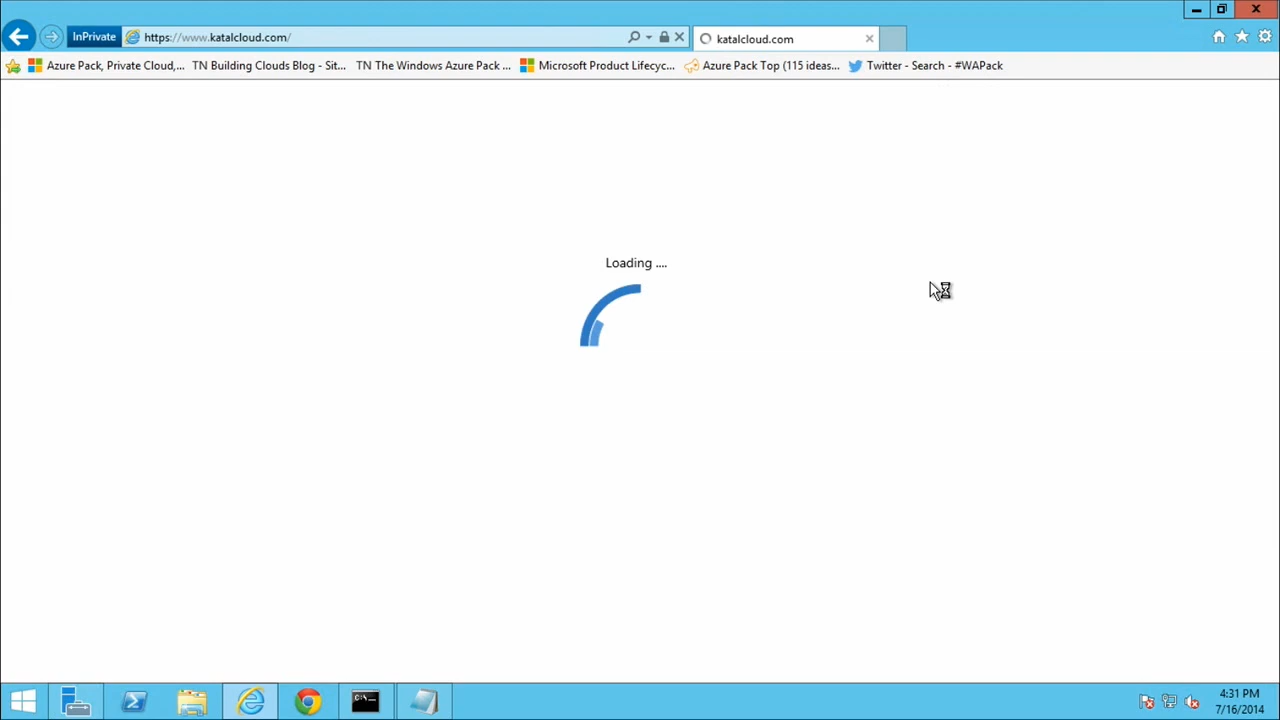 InPrivate https://www.katalcloud.com/ katalcloud.com
Azure Pack, Private Cloud,... TN Building Clouds Blog - Sit... TN The Windows Azure Pack ... Microsoft Product Lifecyc... Azure Pack Top (115 ideas... Twitter - Search - #WAPack
Loading ....
C:\_
4:31 PM
7/16/2014